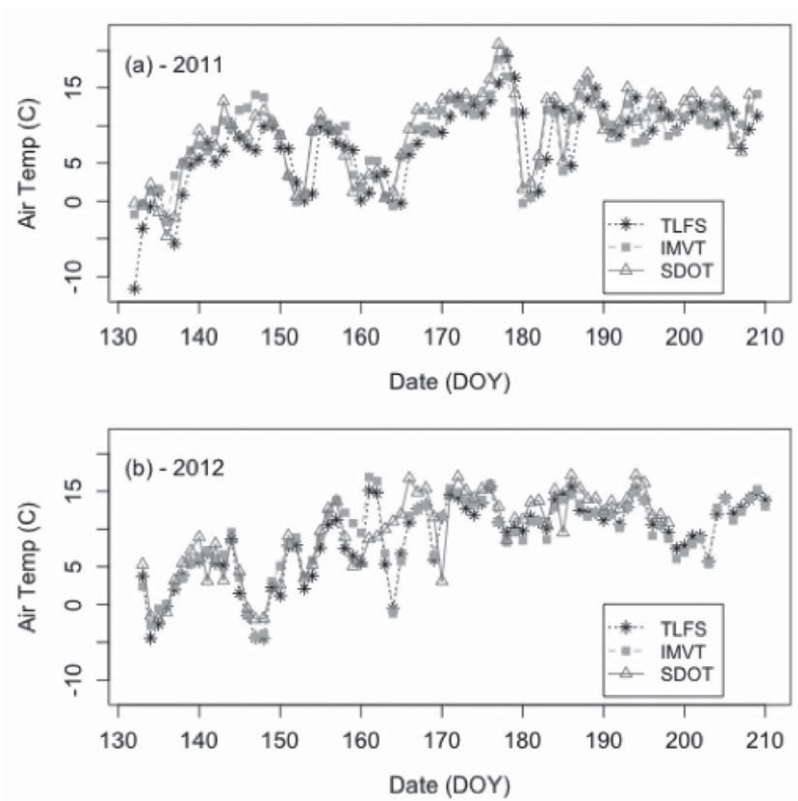 (a) - 2011
Air Temp (C)
15
5
0
-10
TLFS
IMVT
SDOT
130 140 150 160 170 180 190 200 210
Date (DOY)
(b) - 2012
Air Temp (C)
15
5
0
-10
TLFS
IMVT
SDOT
130 140 150 160 170 180 190 200 210
Date (DOY)